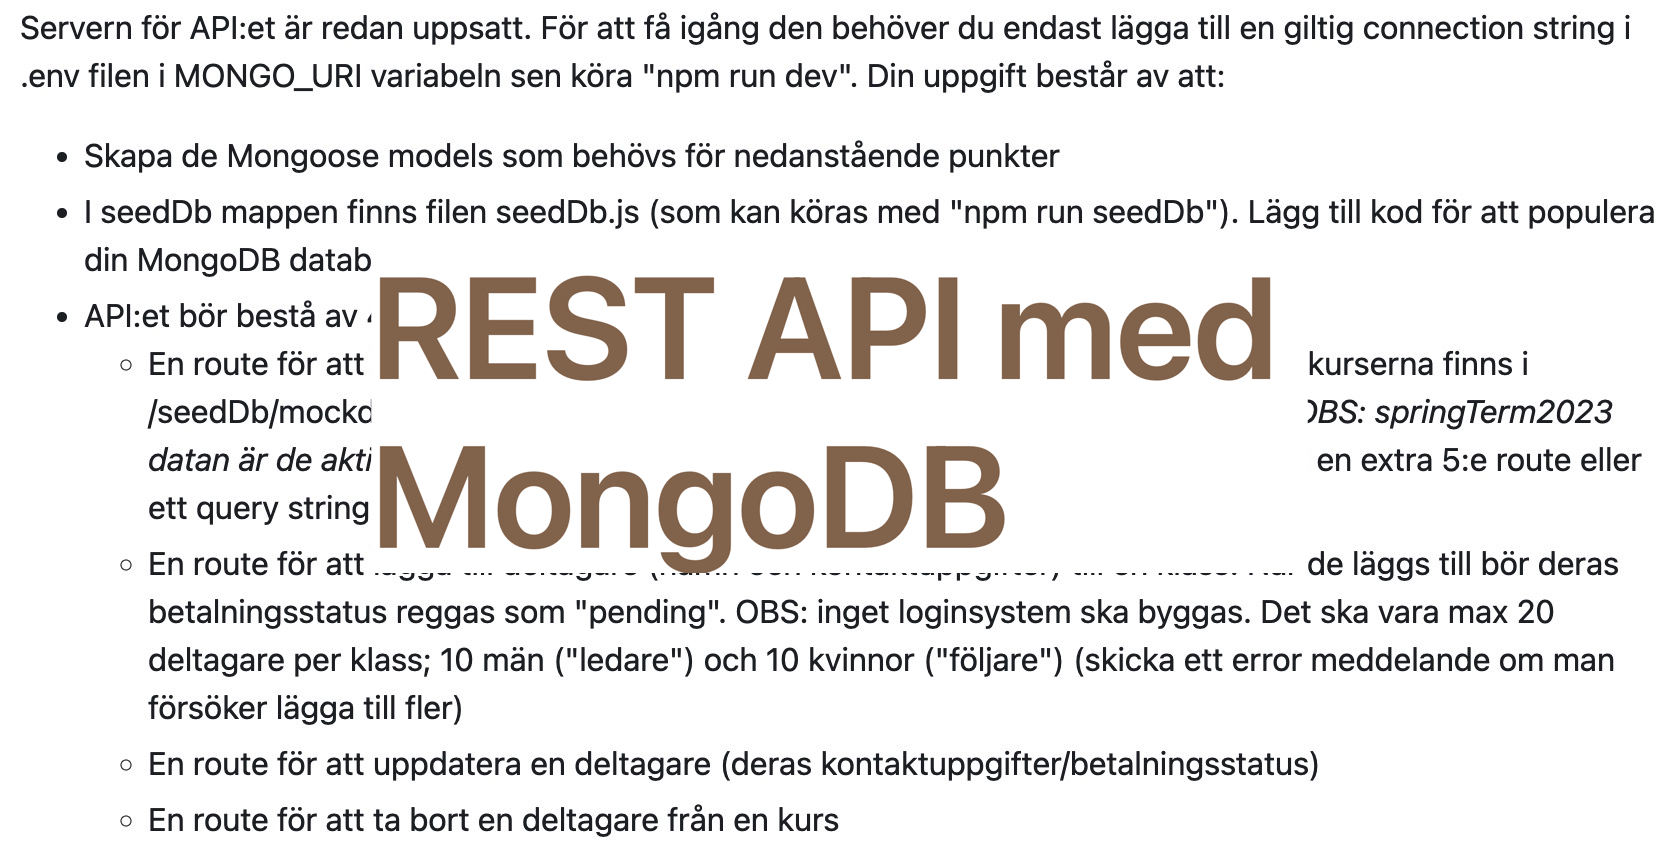 Servern för API:et är redan uppsatt. För att få igång den behöver du endast lägga till en giltig connection string i
.env filen i MONGO_URI variabeln sen köra "npm run dev". Din uppgift består av att:
• Skapa de Mongoose models som behövs för nedanstående punkter
• I seedDb mappen finns filen seedDb.js (som kan köras med "npm run seedDb"). Lägg till kod för att populera
din MongoDB datab
• API:et bör bestå av
REST API med
◦ En route för att kurserna finns i
/seedDb/mockd OBS: springTerm2023
datan är de akti en extra 5:e route eller
MongoDB
ett query string
◦ En route för att de läggs till bör deras
betalningsstatus reggas som "pending". OBS: inget loginsystem ska byggas. Det ska vara max 20
deltagare per klass; 10 män ("ledare") och 10 kvinnor ("följare") (skicka ett error meddelande om man
försöker lägga till fler)
◦ En route för att uppdatera en deltagare (deras kontaktuppgifter/betalningsstatus)
◦ En route för att ta bort en deltagare från en kurs